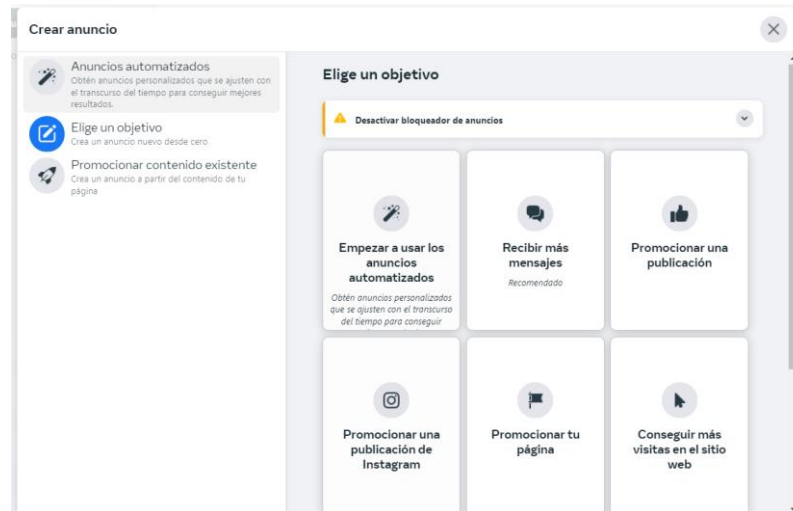 Crear anuncio
Anuncios automatizados
Obtén anuncios personalizados que se ajusten con
el transcurso del tiempo para conseguir mejores
resultados.
Elige un objetivo
Crea un anuncio nuevo desde cero
Promocionar contenido existente
Crea un anuncio a partir del contenido de tu
página
Elige un objetivo
Desactivar bloqueador de anuncios
Empezar a usar los
anuncios
automatizados
Obtén anuncios personalizados
que se ajusten con el transcurso
del tiempo para conseguir
Recibir más
mensajes
Recomendado
Promocionar una
publicación
Promocionar una
publicación de
Instagram
Promocionar tu
página
Conseguir más
visitas en el sitio
web